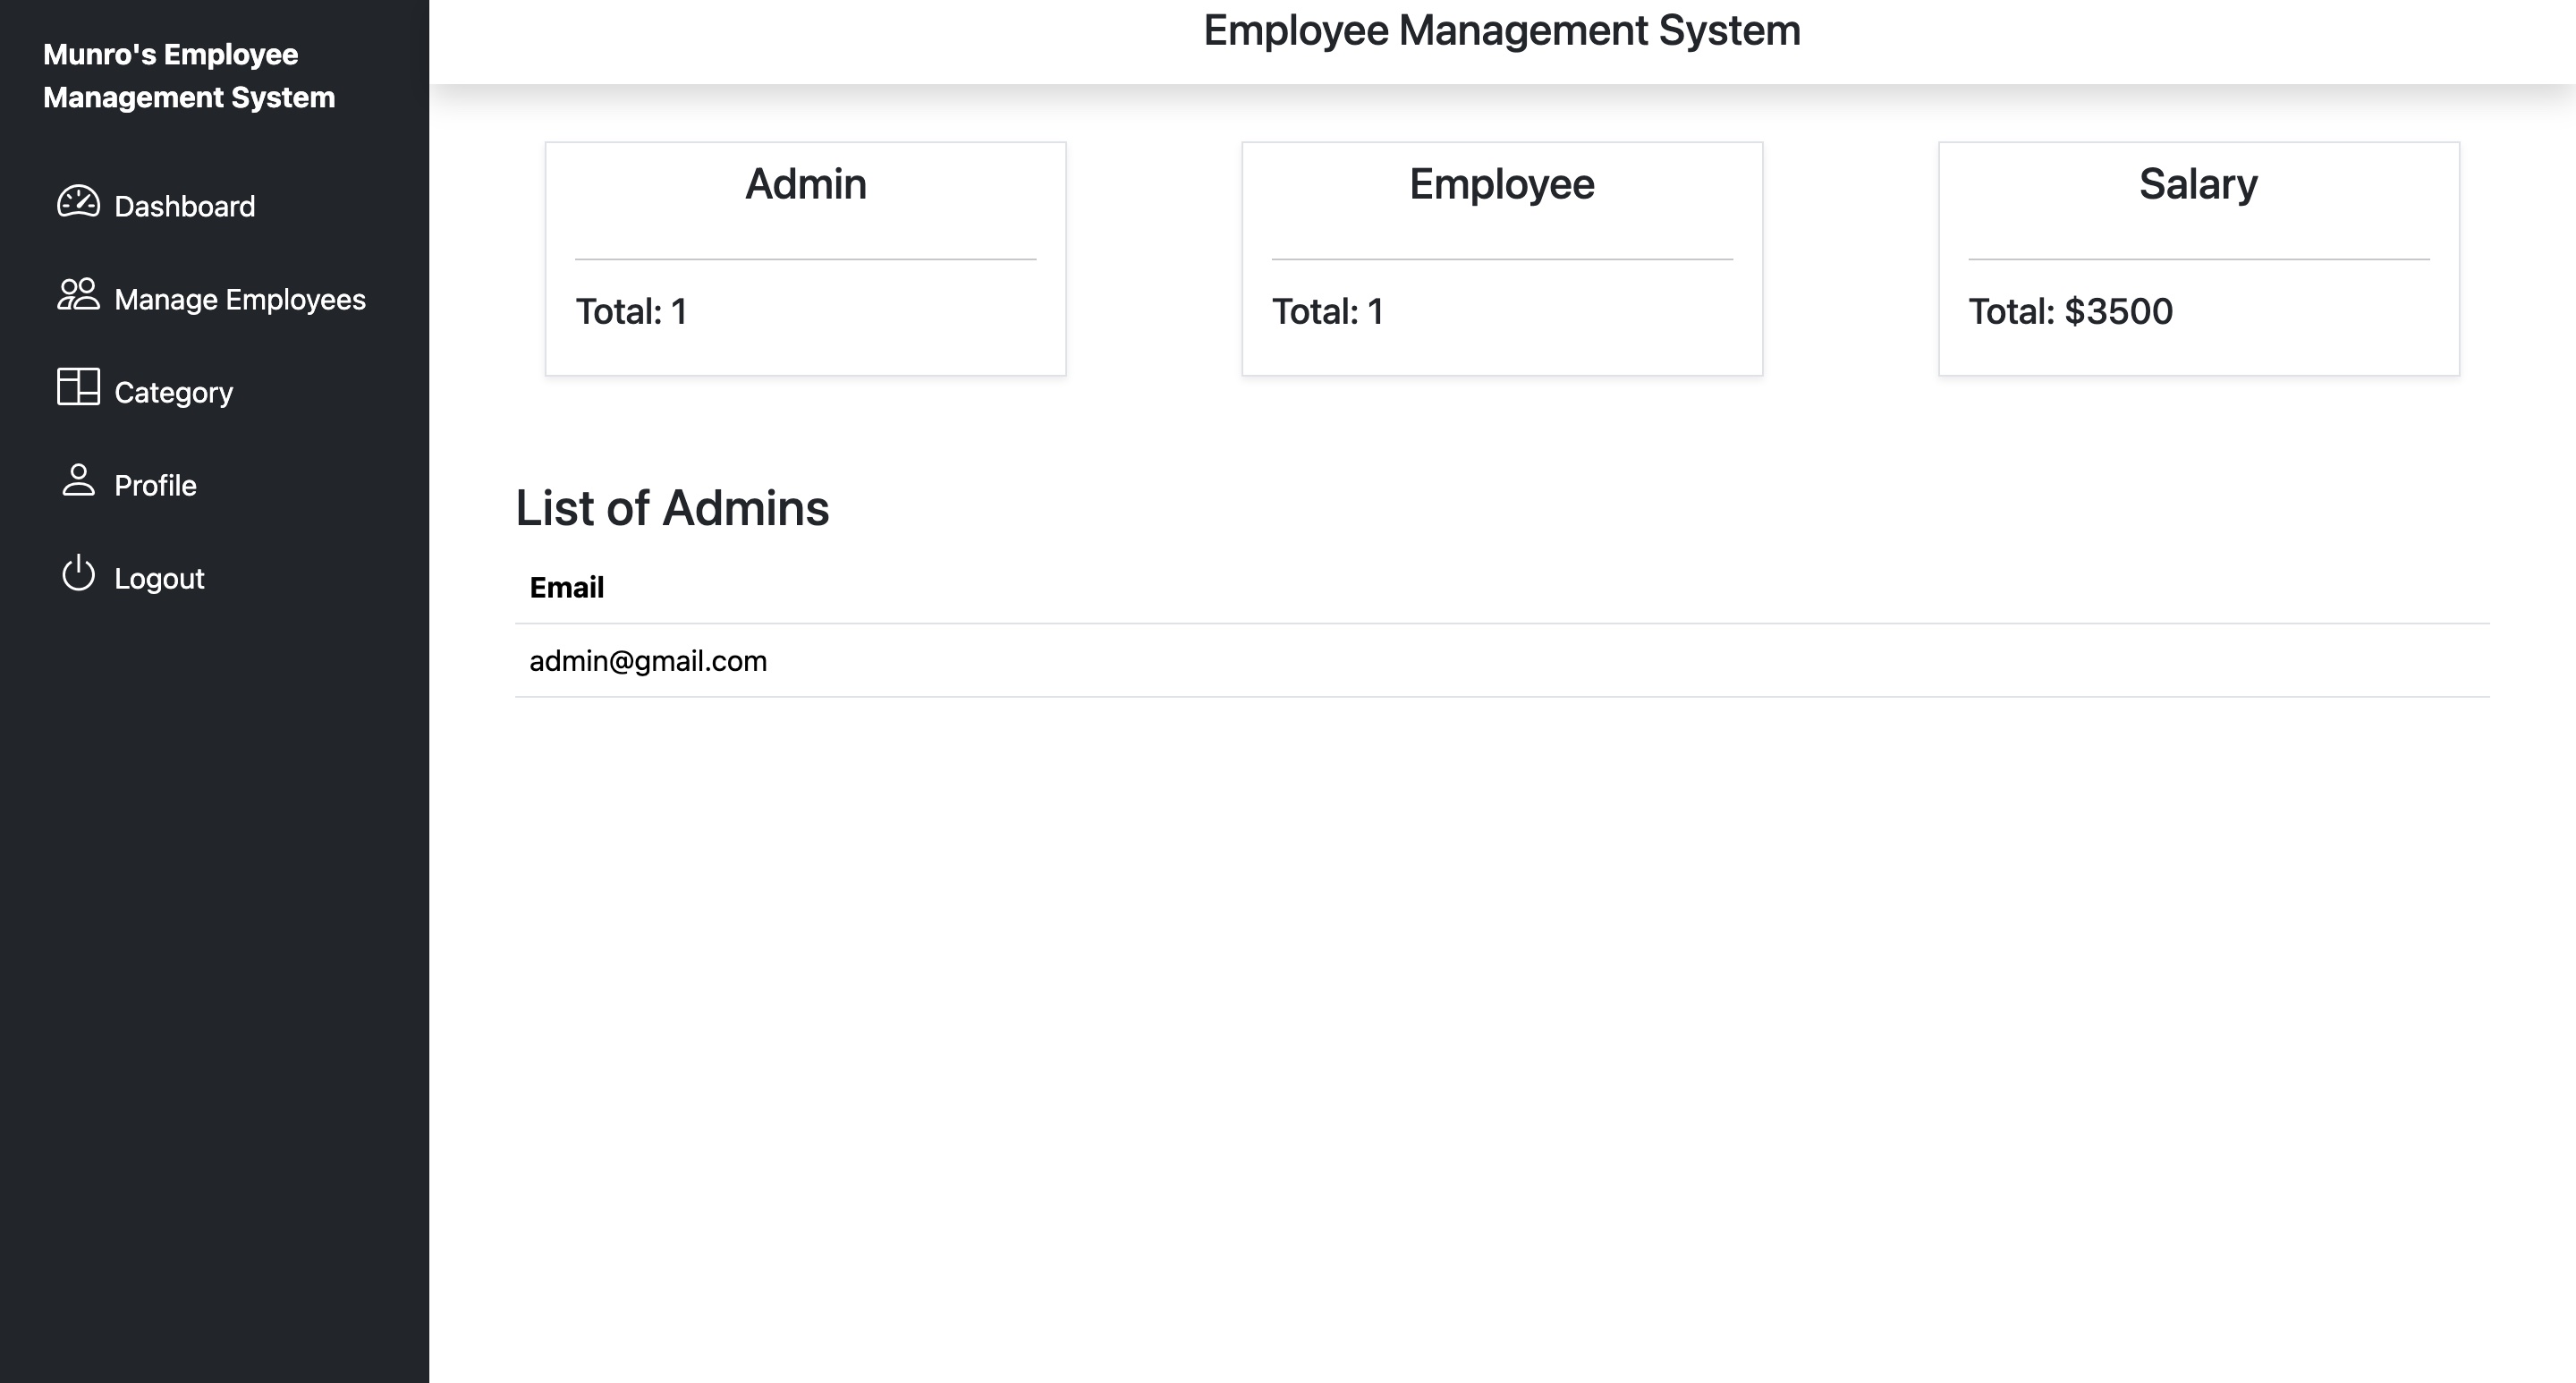 Munro's Employee
Management System
Dashboard
Manage Employees
Category
Profile
Logout
Employee Management System
Admin
Total: 1
Employee
Total: 1
Salary
Total: $3500
List of Admins
Email
admin@gmail.com